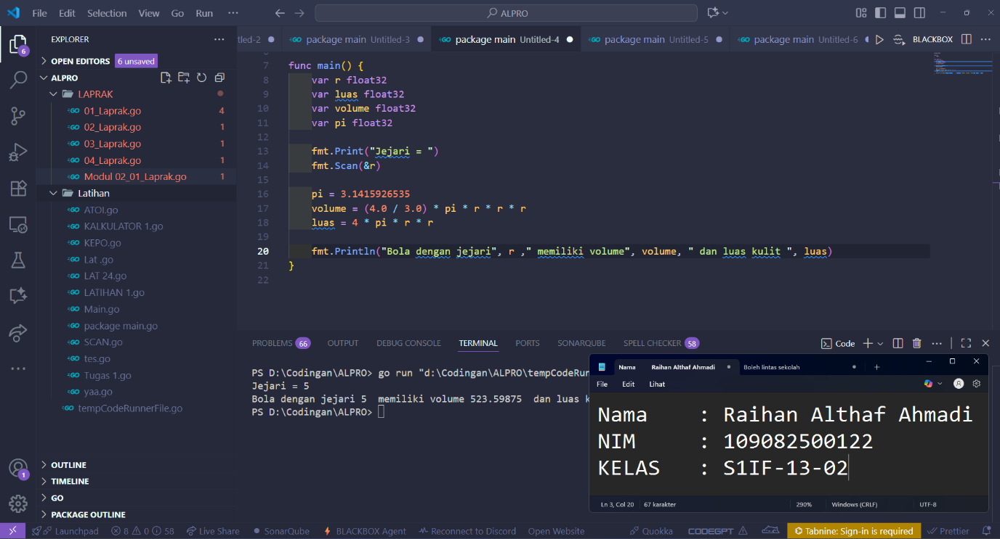 File Edit Selection View Go Run ··· ALPRO
EXPLORER
OPEN EDITORS 6 unsaved
ALPRO
LAPRAK
01_Laprak.go 4
02_Laprak.go 1
03_Laprak.go 1
04_Laprak.go 1
Modul 02_01_Laprak.go 1
Latihan
ATOI.go
KALKULATOR 1.go
KEPO.go
Lat .go
LAT 24.go
LATIHAN 1.go
Main.go
package main.go
SCAN.go
tes.go
Tugas 1.go
yaa.go
tempCodeRunnerFile.go
OUTLINE
TIMELINE
GO
PACKAGE OUTLINE
6
1
itled-2 package main Untitled-3 package main Untitled-4 package main Untitled-5 package main Untitled-6 BLACKBOX
7 func main() {
8 var r float32
9 var luas float32
10 var volume float32
11 var pi float32
12
13 fmt.Print("Jejari = ")
14 fmt.Scan(&r)
15
16 pi = 3.1415926535
17 volume = (4.0 / 3.0) * pi * r * r * r
18 luas = 4 * pi * r * r
19
20 fmt.Println("Bola dengan jejari", r ," memiliki volume", volume, " dan luas kulit ", luas)
21 }
22
PROBLEMS 66 OUTPUT DEBUG CONSOLE TERMINAL PORTS SONARQUBE SPELL CHECKER 58 Code
PS D:\Codingan\ALPRO> go run "d:\Codingan\ALPRO\tempCodeRun
Jejari = 5
Bola dengan jejari 5  memiliki volume 523.59875  dan luas k
PS D:\Codingan\ALPRO>
Nama Raihan Althaf Ahmadi Boleh lintas sekolah
File Edit Lihat
Nama : Raihan Althaf Ahmadi
NIM : 109082500122
KELAS : S1IF-13-02
Ln 3, Col 20 67 karakter 290% Windows (CRLF) UTF-8
Launchpad 8 0 58 Live Share SonarQube BLACKBOX Agent Reconnect to Discord Open Website Quokka CODEGPT Tabnine: Sign-in is required Prettier